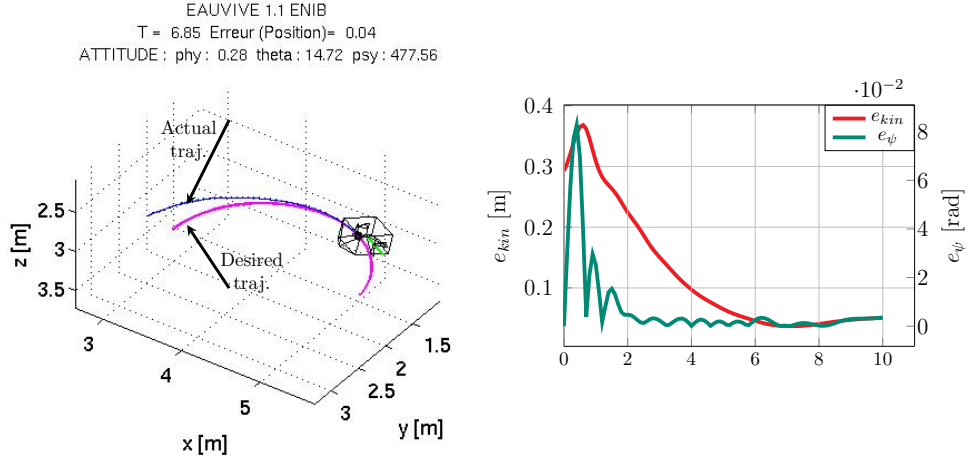 EAUVIVE 1.1 ENIB
T = 6.85 Erreur (Position)= 0.04
ATTITUDE : phy : 0.28 theta : 14.72 psy : 477.56
Actual
traj.
Desired
traj.
2.5
3
3.5
z [m]
3
4
5
x [m]
1.5
2
2.5
3
y [m]
·10⁻²
0.4
0.3
0.2
0.1
e_kin [m]
e_kin
e_ψ
8
6
4
2
0
e_ψ [rad]
0 2 4 6 8 10